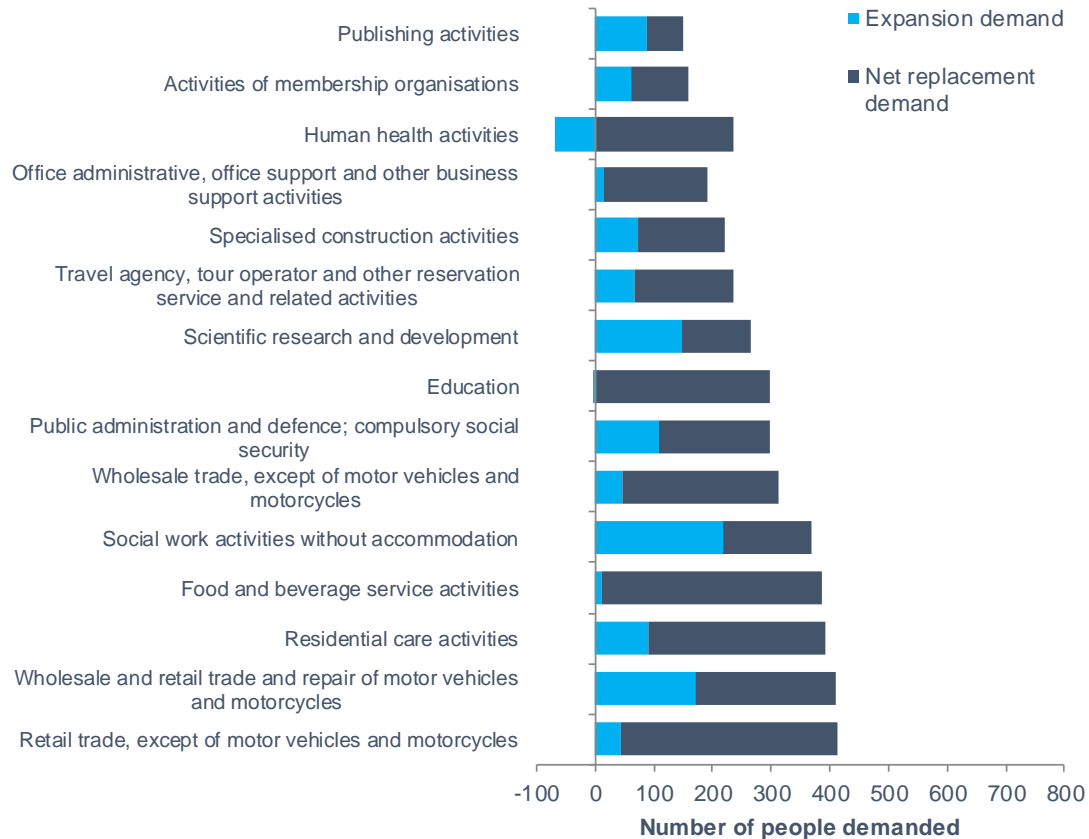 Publishing activities
Activities of membership organisations
Human health activities
Office administrative, office support and other business
support activities
Specialised construction activities
Travel agency, tour operator and other reservation
service and related activities
Scientific research and development
Education
Public administration and defence; compulsory social
security
Wholesale trade, except of motor vehicles and
motorcycles
Social work activities without accommodation
Food and beverage service activities
Residential care activities
Wholesale and retail trade and repair of motor vehicles
and motorcycles
Retail trade, except of motor vehicles and motorcycles
Expansion demand
Net replacement
demand
-100 0 100 200 300 400 500 600 700 800
Number of people demanded